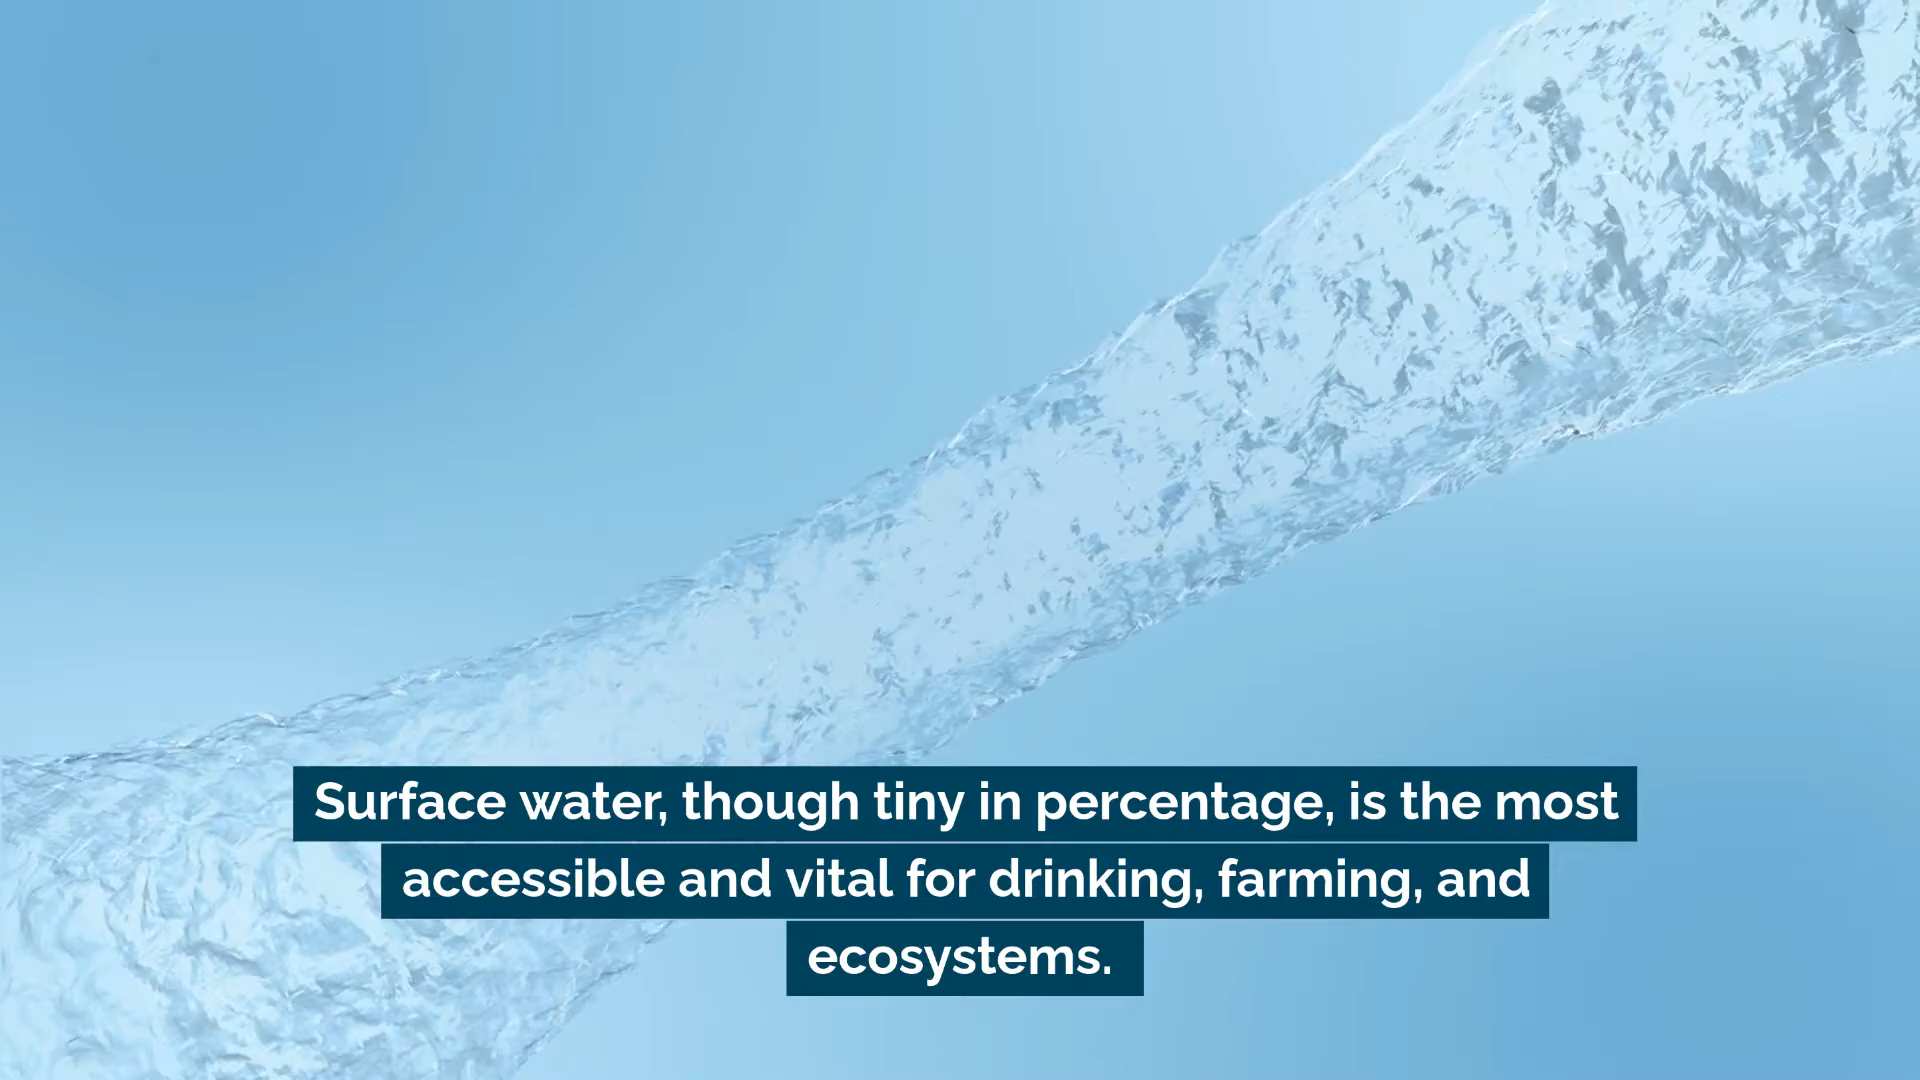 Surface water, though tiny in percentage, is the most
accessible and vital for drinking, farming, and
ecosystems.